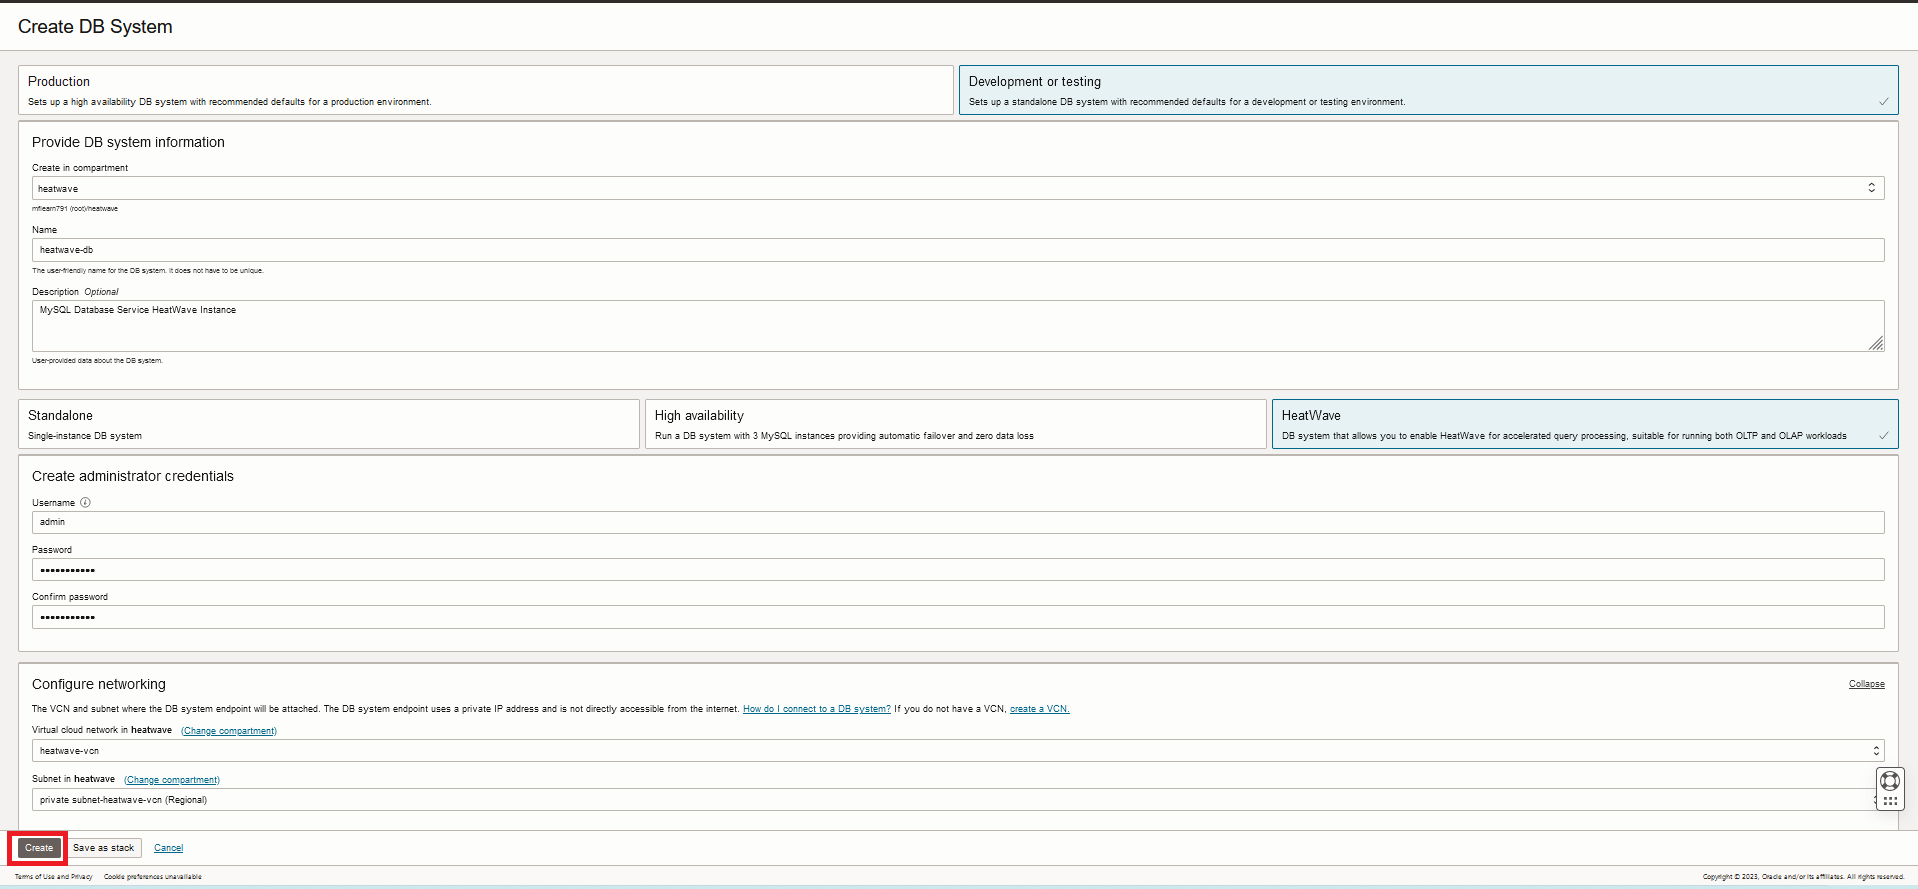 Create DB System
Production
Sets up a high availability DB system with recommended defaults for a production environment.
Development or testing
Sets up a standalone DB system with recommended defaults for a development or testing environment.
Provide DB system information
Create in compartment
heatwave
mflearn791 (root)/heatwave
Name
heatwave-db
The user-friendly name for the DB system. It does not have to be unique.
Description Optional
MySQL Database Service HeatWave Instance
User-provided data about the DB system.
Standalone
Single-instance DB system
High availability
Run a DB system with 3 MySQL instances providing automatic failover and zero data loss
HeatWave
DB system that allows you to enable HeatWave for accelerated query processing, suitable for running both OLTP and OLAP workloads
Create administrator credentials
Username
admin
Password
•••••••••••
Confirm password
•••••••••••
Configure networking
Collapse
The VCN and subnet where the DB system endpoint will be attached. The DB system endpoint uses a private IP address and is not directly accessible from the internet. How do I connect to a DB system? If you do not have a VCN, create a VCN.
Virtual cloud network in heatwave (Change compartment)
heatwave-vcn
Subnet in heatwave (Change compartment)
private subnet-heatwave-vcn (Regional)
Create Save as stack Cancel
Terms of Use and Privacy Cookie preferences unavailable
Copyright © 2023, Oracle and/or its affiliates. All rights reserved.